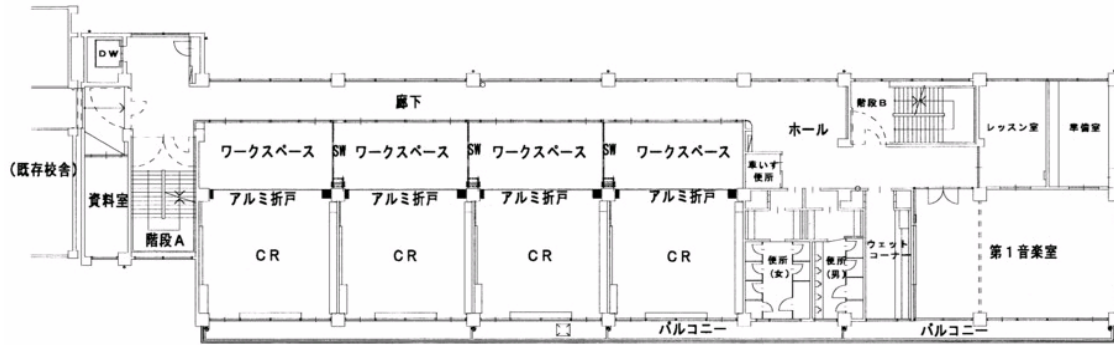 DW
廊下
階段B
ホール
レッスン室
準備室
ワークスペース
SW
ワークスペース
SW
ワークスペース
SW
ワークスペース
車いす
便所
(既存校舎)
資料室
アルミ折戸
アルミ折戸
アルミ折戸
アルミ折戸
階段A
CR
CR
CR
CR
便所
(女)
便所
(男)
ウェット
コーナー
第1音楽室
バルコニー
バルコニー